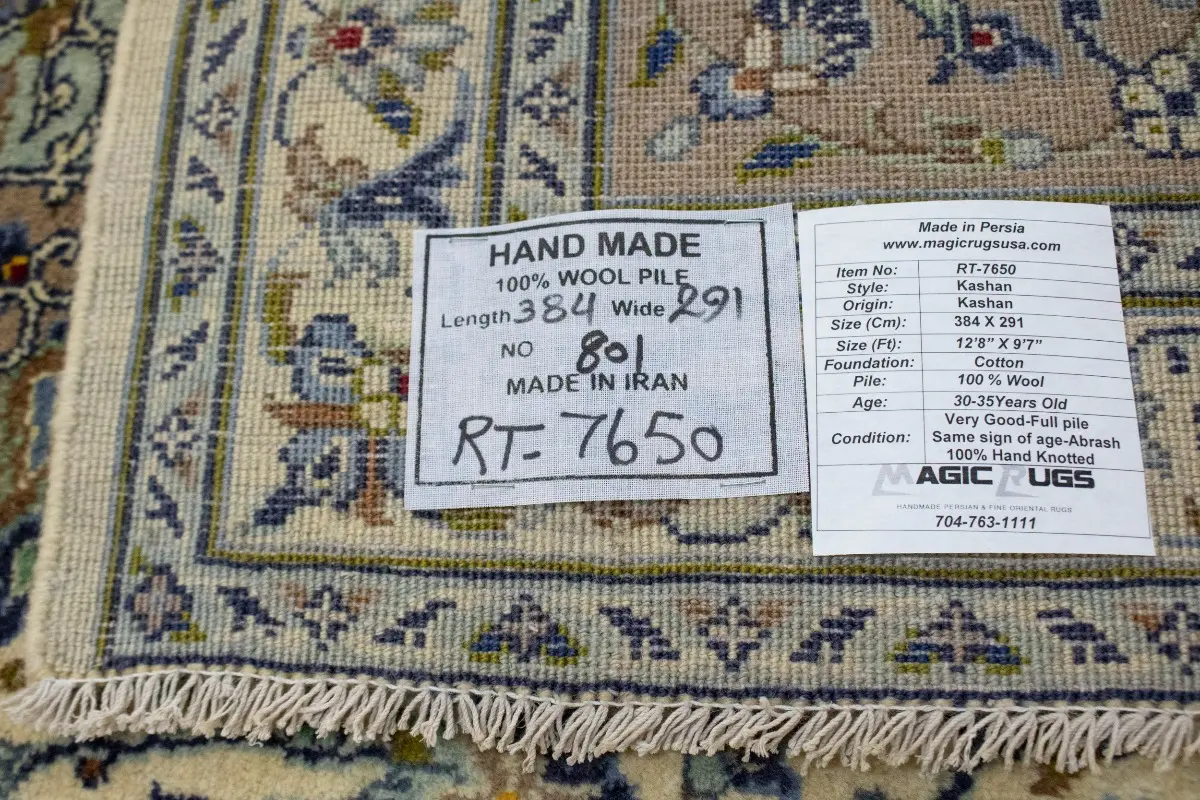 HAND MADE
100% WOOL PILE
Length 384 Wide 291
NO 801
MADE IN IRAN
RT-7650
Made in Persia
www.magicrugsusa.com
Item No: RT-7650
Style: Kashan
Origin: Kashan
Size (Cm): 384 X 291
Size (Ft): 12'8" X 9'7"
Foundation: Cotton
Pile: 100 % Wool
Age: 30-35Years Old
Condition: Very Good-Full pile
Same sign of age-Abrash
100% Hand Knotted
MAGIC RUGS
HANDMADE PERSIAN & FINE ORIENTAL RUGS
704-763-1111